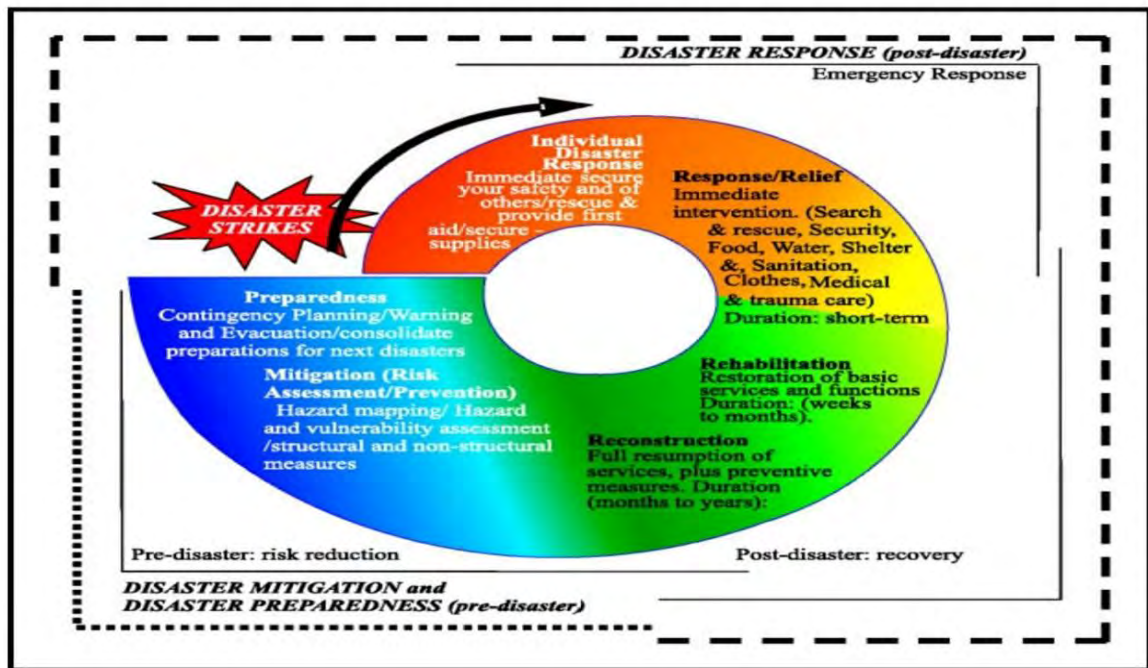 DISASTER RESPONSE (post-disaster)
Emergency Response
DISASTER
STRIKES
Individual
Disaster
Response
Immediate secure
your safety and of
others/rescue &
provide first
aid/secure -
supplies
Response/Relief
Immediate
intervention. (Search
& rescue, Security,
Food, Water, Shelter
&, Sanitation,
Clothes, Medical
& trauma care)
Duration: short-term
Rehabilitation
Restoration of basic
services and functions
Duration: (weeks
to months).
Reconstruction
Full resumption of
services, plus preventive
measures. Duration
(months to years):
Preparedness
Contingency Planning/Warning
and Evacuation/consolidate
preparations for next disasters
Mitigation (Risk
Assessment/Prevention)
Hazard mapping/ Hazard
and vulnerability assessment
/structural and non-structural
measures
Pre-disaster: risk reduction
Post-disaster: recovery
DISASTER MITIGATION and
DISASTER PREPAREDNESS (pre-disaster)